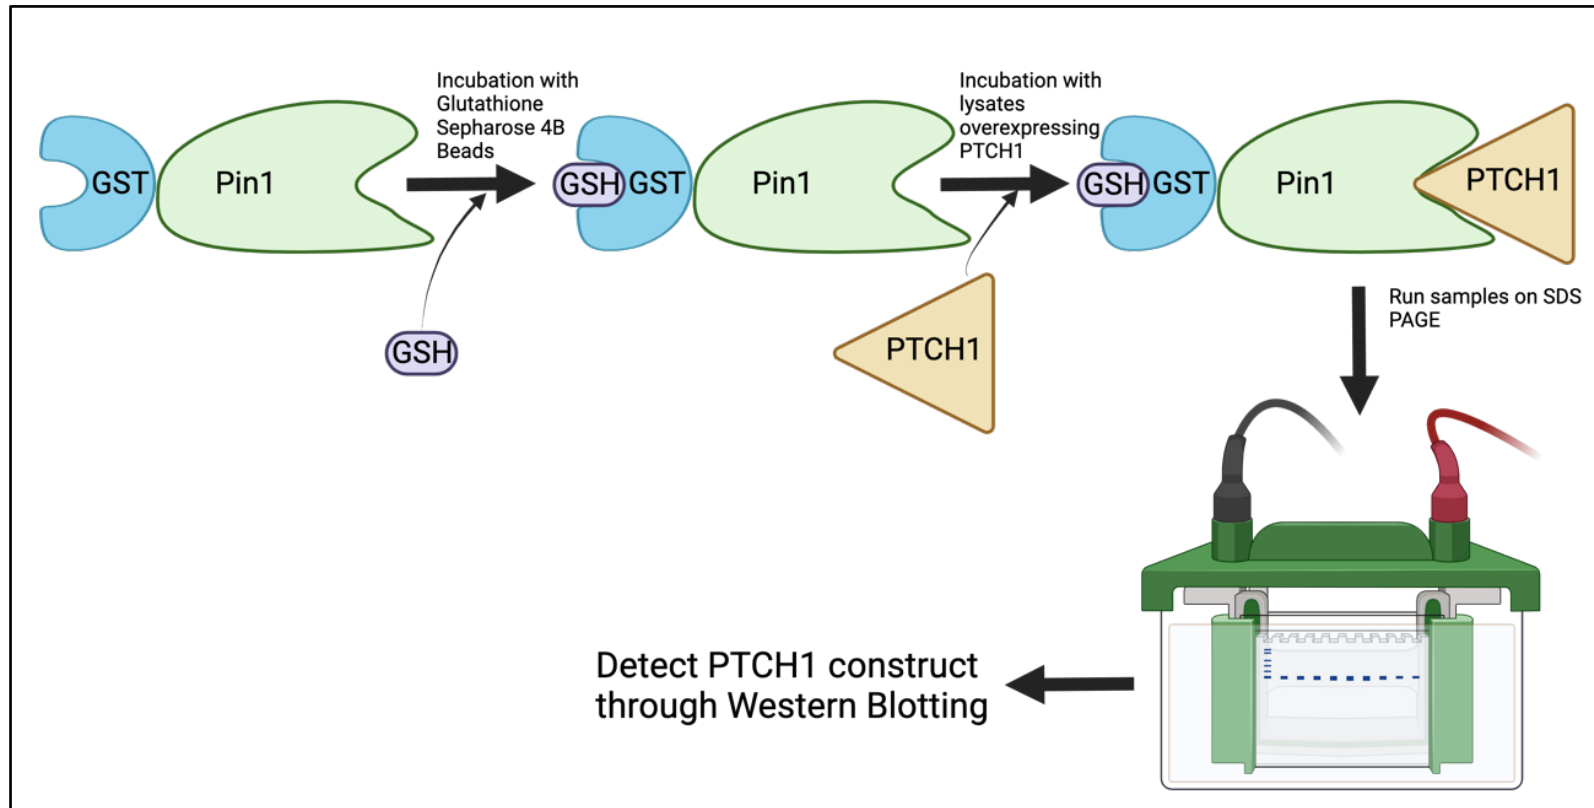 Incubation with
Glutathione
Sepharose 4B
Beads
Incubation with
lysates
overexpressing
PTCH1
GST
Pin1
GSH
GST
Pin1
GSH
GST
Pin1
PTCH1
GSH
PTCH1
Run samples on SDS
PAGE
Detect PTCH1 construct
through Western Blotting